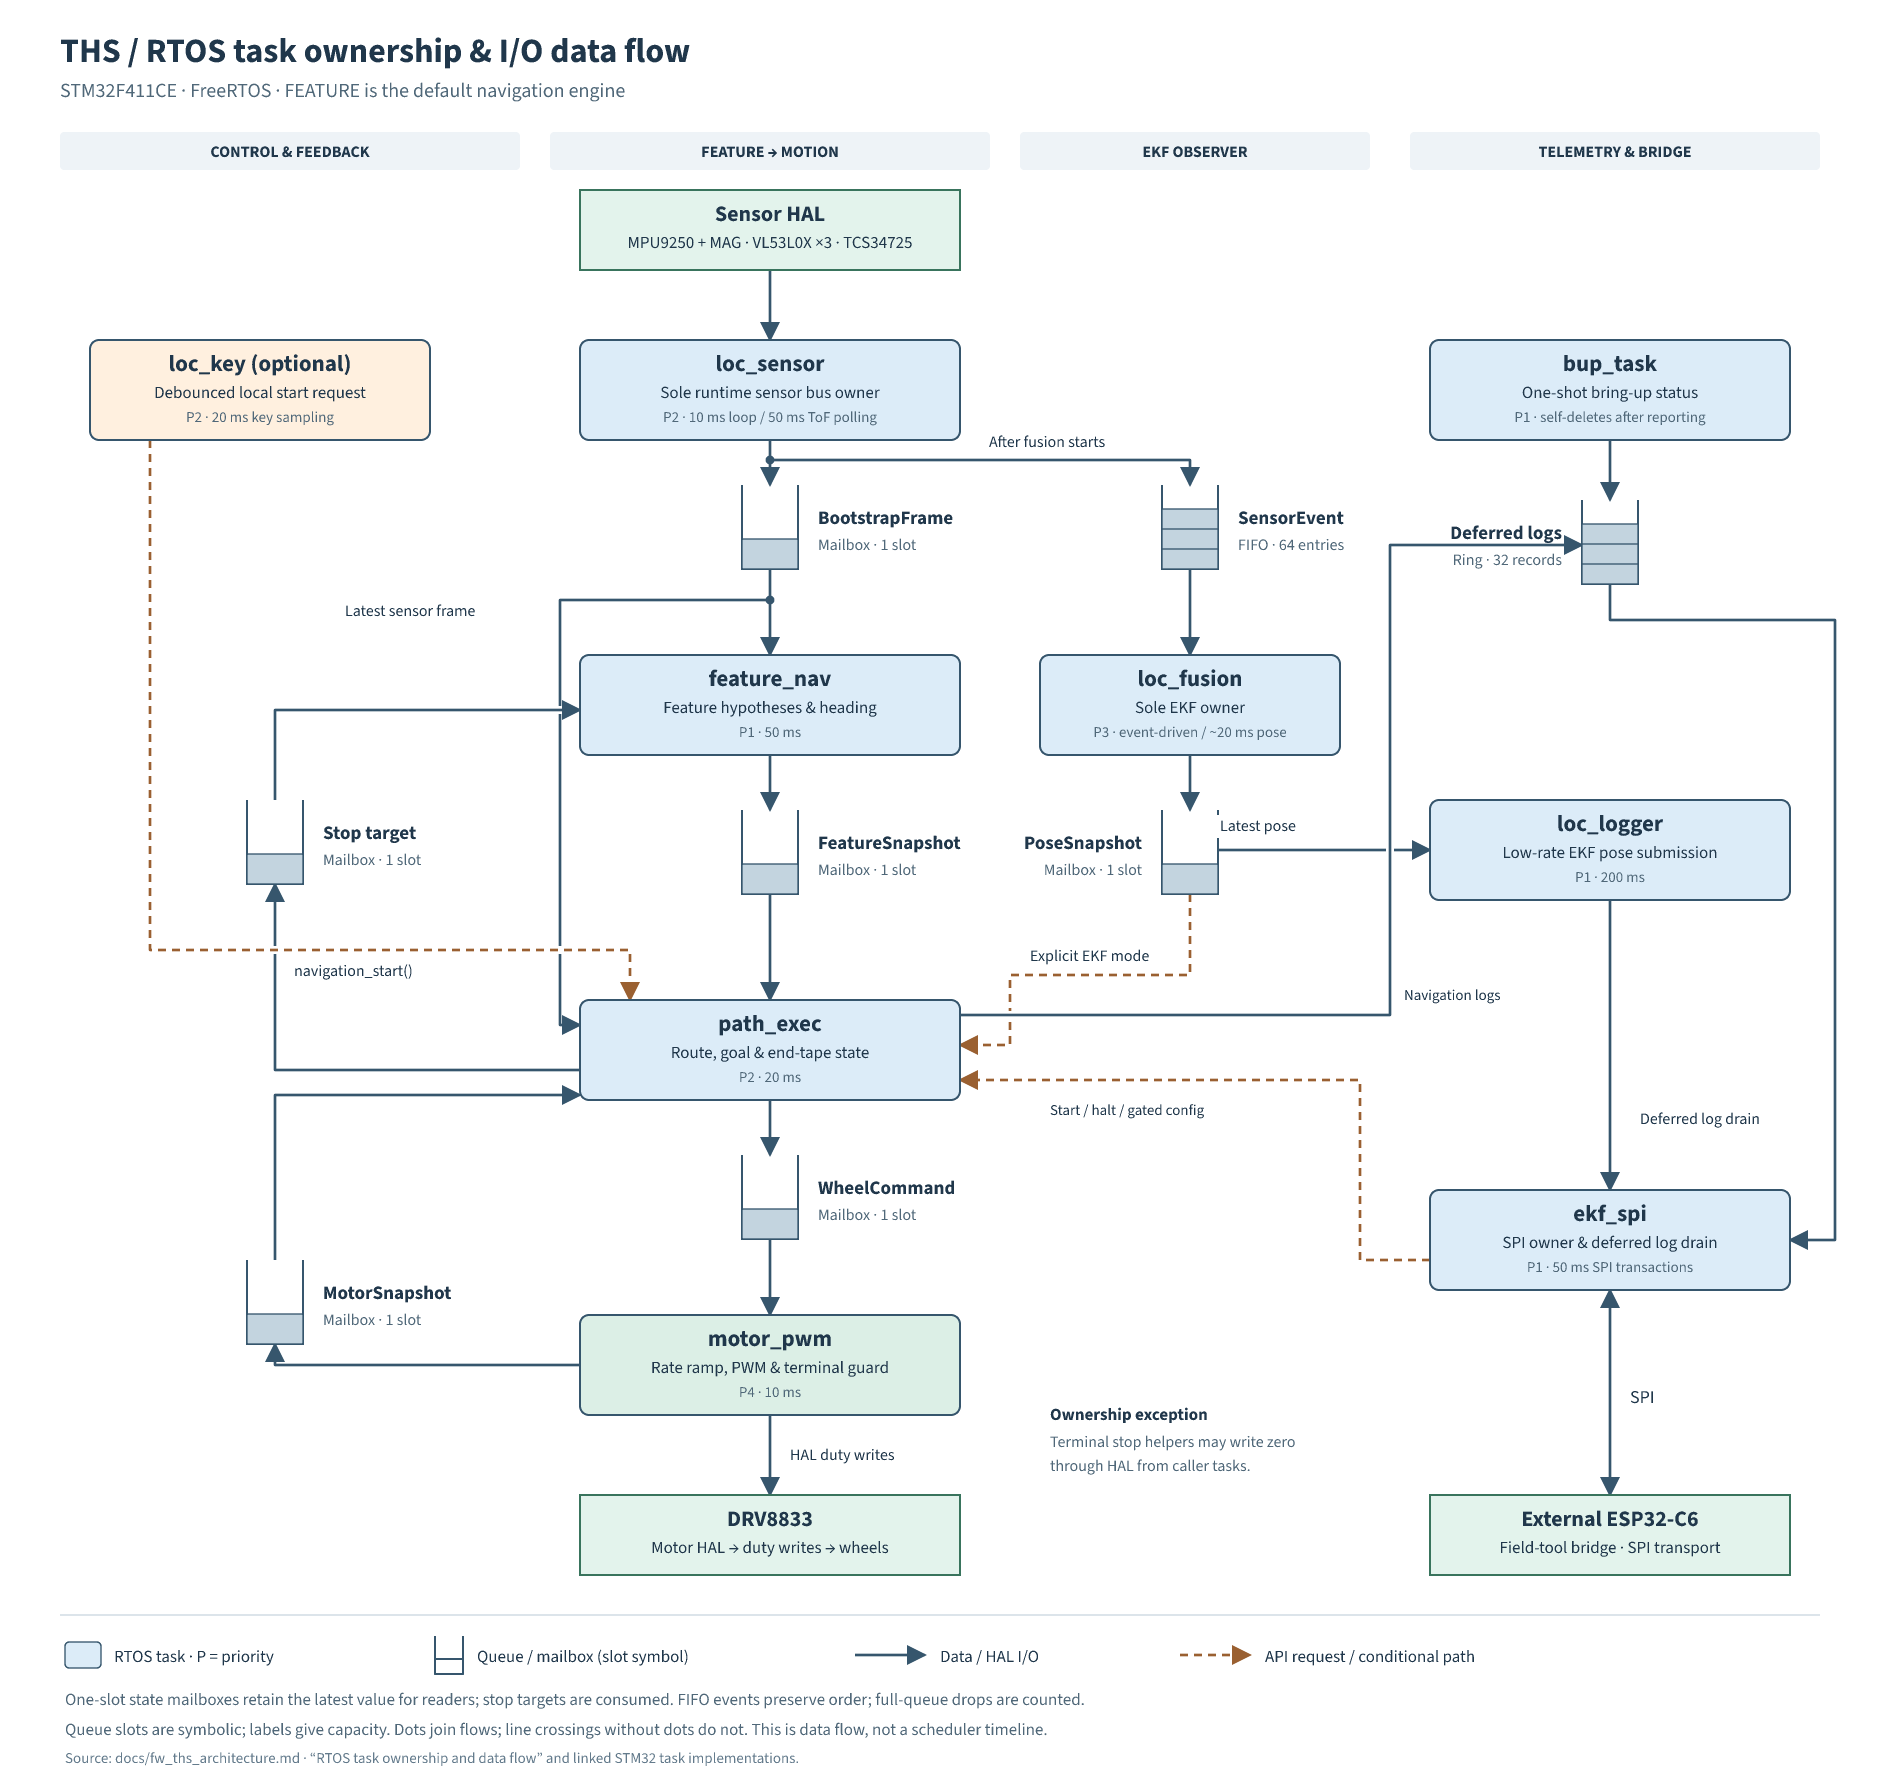 THS / RTOS task ownership & I/O data flow
STM32F411CE · FreeRTOS · FEATURE is the default navigation engine
CONTROL & FEEDBACK
FEATURE → MOTION
EKF OBSERVER
TELEMETRY & BRIDGE
Sensor HAL
MPU9250 + MAG · VL53L0X ×3 · TCS34725
loc_key (optional)
Debounced local start request
P2 · 20 ms key sampling
loc_sensor
Sole runtime sensor bus owner
P2 · 10 ms loop / 50 ms ToF polling
bup_task
One-shot bring-up status
P1 · self-deletes after reporting
After fusion starts
BootstrapFrame
Mailbox · 1 slot
SensorEvent
FIFO · 64 entries
Deferred logs
Ring · 32 records
Latest sensor frame
feature_nav
Feature hypotheses & heading
P1 · 50 ms
loc_fusion
Sole EKF owner
P3 · event-driven / ~20 ms pose
Stop target
Mailbox · 1 slot
FeatureSnapshot
Mailbox · 1 slot
PoseSnapshot
Mailbox · 1 slot
Latest pose
loc_logger
Low-rate EKF pose submission
P1 · 200 ms
navigation_start()
Explicit EKF mode
Navigation logs
path_exec
Route, goal & end-tape state
P2 · 20 ms
Start / halt / gated config
Deferred log drain
WheelCommand
Mailbox · 1 slot
ekf_spi
SPI owner & deferred log drain
P1 · 50 ms SPI transactions
MotorSnapshot
Mailbox · 1 slot
motor_pwm
Rate ramp, PWM & terminal guard
P4 · 10 ms
SPI
Ownership exception
Terminal stop helpers may write zero
through HAL from caller tasks.
HAL duty writes
DRV8833
Motor HAL → duty writes → wheels
External ESP32-C6
Field-tool bridge · SPI transport
RTOS task · P = priority
Queue / mailbox (slot symbol)
Data / HAL I/O
API request / conditional path
One-slot state mailboxes retain the latest value for readers; stop targets are consumed. FIFO events preserve order; full-queue drops are counted.
Queue slots are symbolic; labels give capacity. Dots join flows; line crossings without dots do not. This is data flow, not a scheduler timeline.
Source: docs/fw_ths_architecture.md · “RTOS task ownership and data flow” and linked STM32 task implementations.